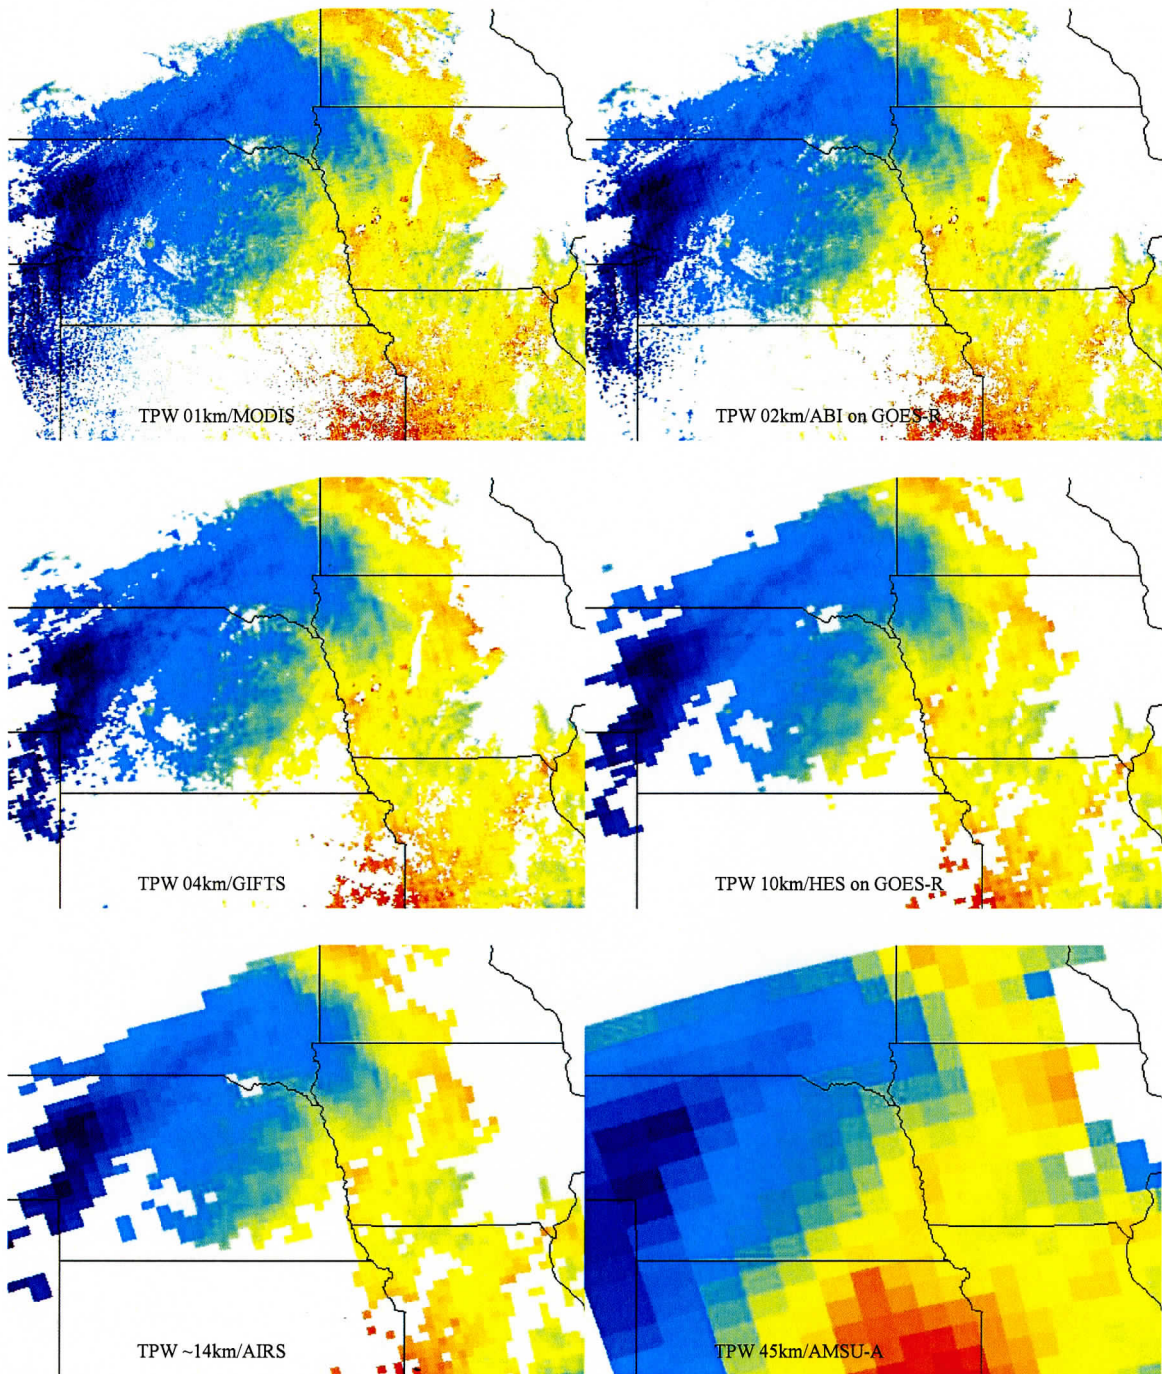 TPW 01km/MODIS
TPW 02km/ABI on GOES-R
TPW 04km/GIFTS
TPW 10km/HES on GOES-R
TPW ~14km/AIRS
TPW 45km/AMSU-A